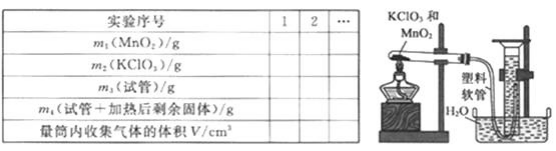 实验序号 1 2 …
m₁(MnO₂)/g
m₂(KClO₃)/g
m₃(试管)/g
m₄(试管＋加热后剩余固体)/g
量筒内收集气体的体积V/cm³
KClO₃和
MnO₂
塑料
软管
H₂O